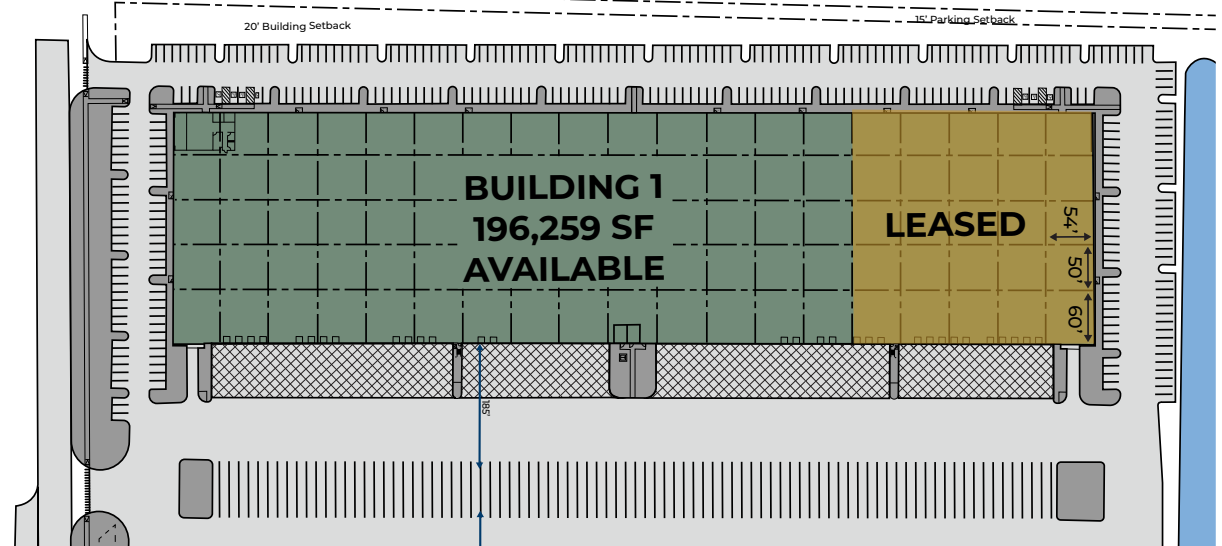 20' Building Setback
15' Parking Setback
BUILDING 1
196,259 SF
AVAILABLE
LEASED
54'
50'
60'
185'